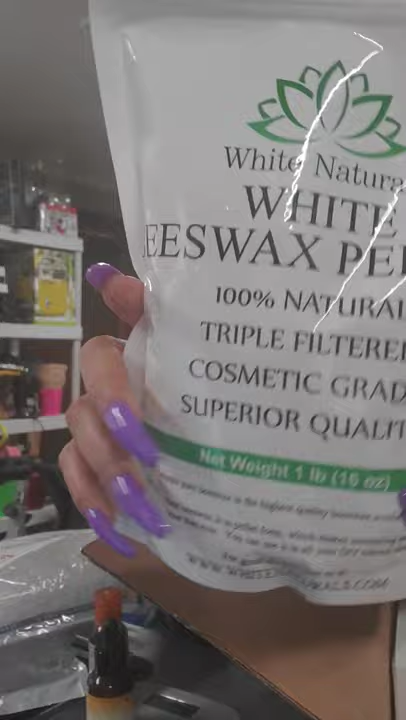 White Natura
WHITE
EESWAX PE
100% NATURAL
TRIPLE FILTERE
COSMETIC GRAD
SUPERIOR QUALIT
Net Weight 1 lb (16 oz)